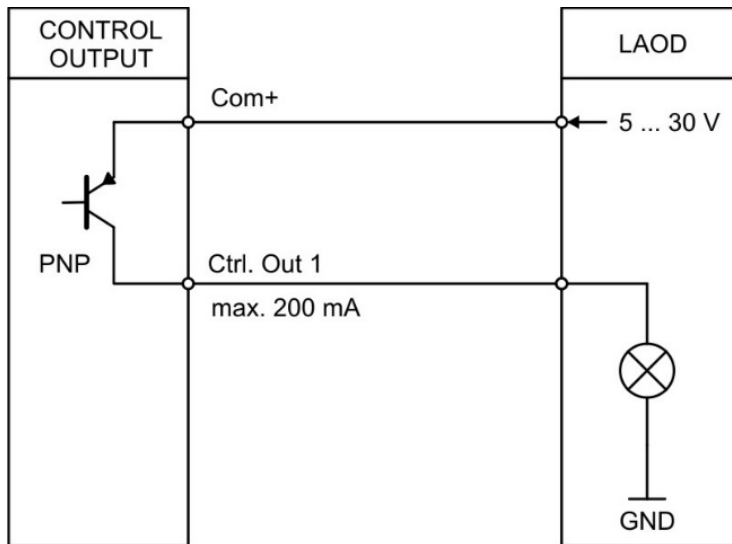 CONTROL
OUTPUT
LAOD
Com+
5 ... 30 V
PNP
Ctrl. Out 1
max. 200 mA
GND